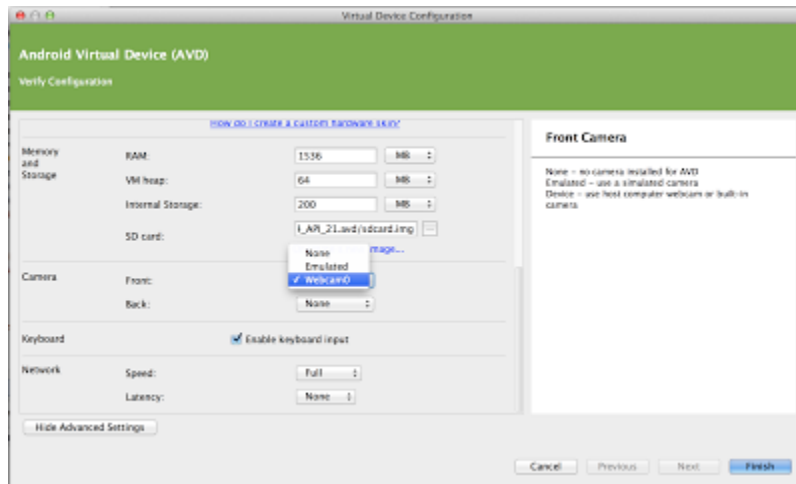 Virtual Device Configuration
Android Virtual Device (AVD)
Verify Configuration
How do I create a custom hardware skin?
Memory
and
Storage
RAM:
1536
MB
VM heap:
64
MB
Internal Storage:
200
MB
SD card:
i_API_21.avd/sdcard.img
...
mage...
Camera
Front:
None
Emulated
✓ Webcam0
Back:
None
Keyboard
Enable keyboard input
Network
Speed:
Full
Latency:
None
Hide Advanced Settings
Front Camera
None - no camera installed for AVD
Emulated - use a simulated camera
Device - use host computer webcam or built-in
camera
Cancel
Previous
Next
Finish